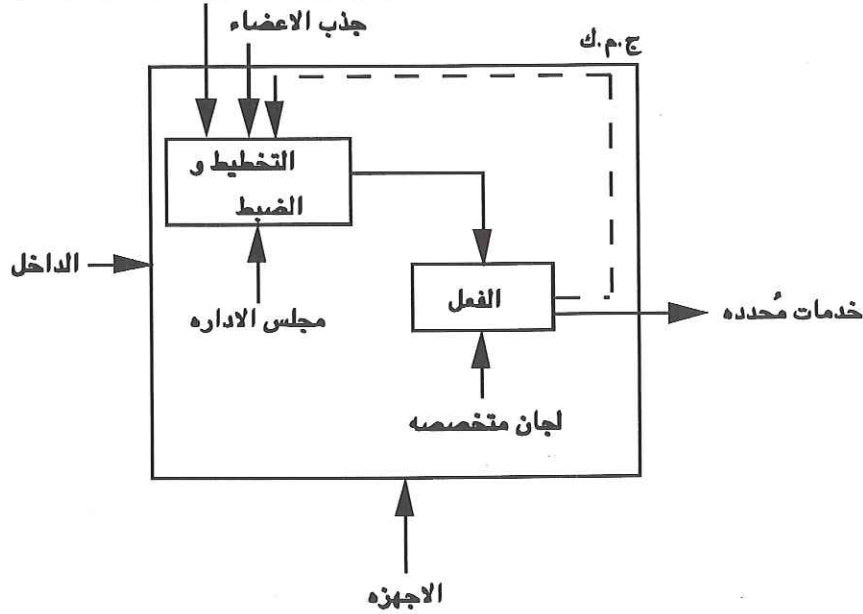 جذب الاعضاء
ج.م.ك
التخطيط و
الضبط
الداخل
الفعل
مجلس الاداره
خدمات مُحدده
لجان متخصصه
الاجهزه